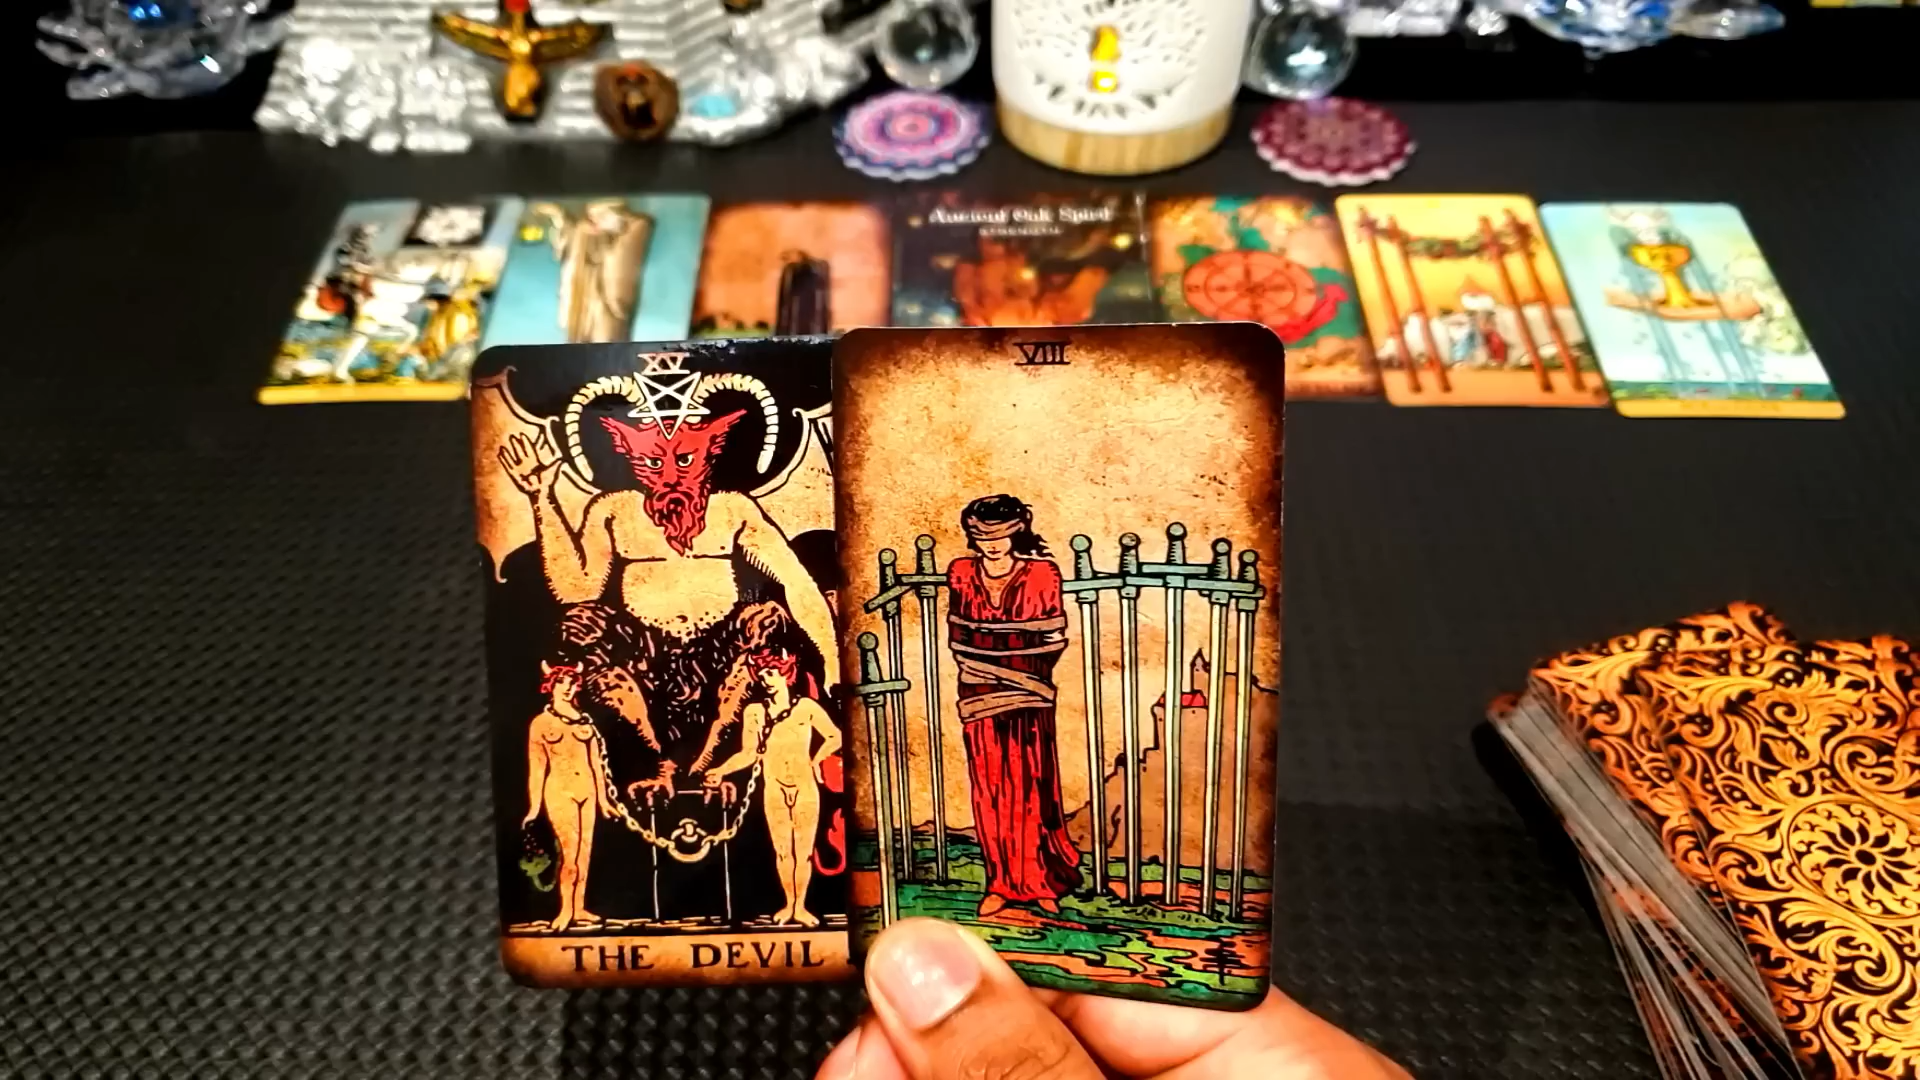 Ancient Oak Spirit
XV
VIII
THE DEVIL